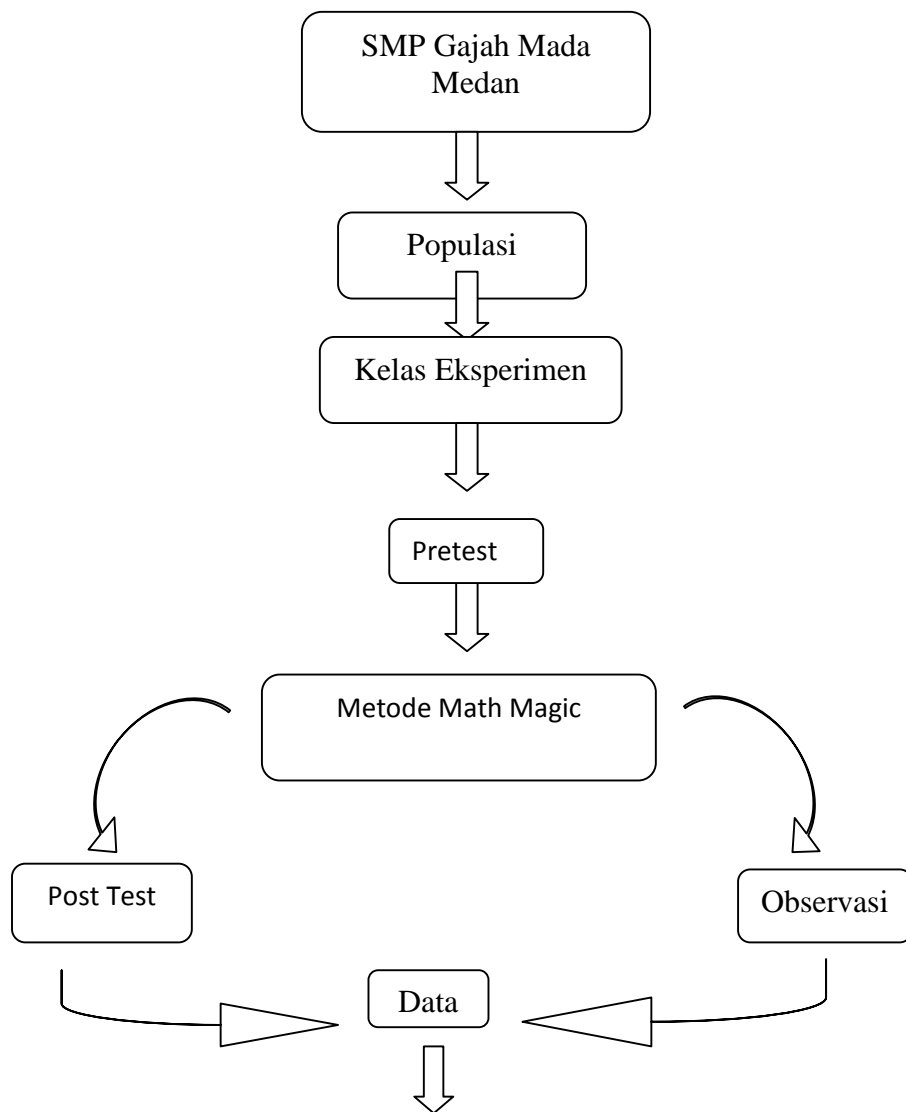 SMP Gajah Mada
Medan
Populasi
Kelas Eksperimen
Pretest
Metode Math Magic
Post Test
Observasi
Data